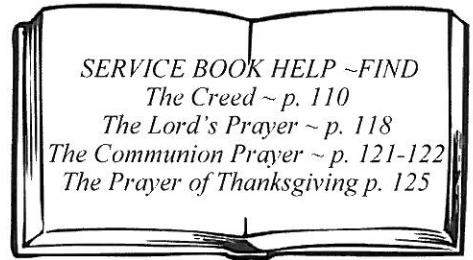 SERVICE BOOK HELP ~FIND
The Creed ~ p. 110
The Lord's Prayer ~ p. 118
The Communion Prayer ~ p. 121-122
The Prayer of Thanksgiving p. 125